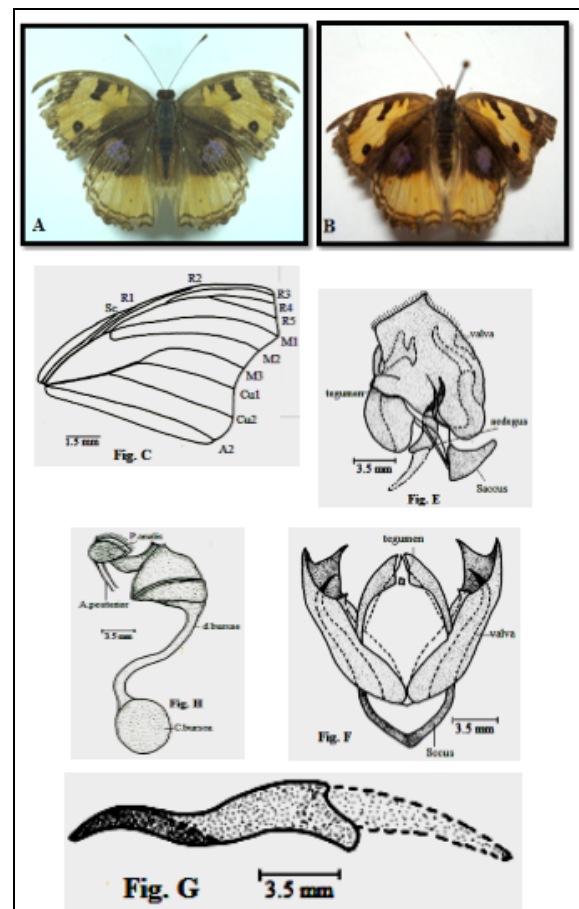 A
B
R2
R1
Sc
R3
R4
R5
M1
M2
M3
Cu1
Cu2
A2
1.5 mm
Fig. C
valva
tegumen
aedegus
3.5 mm
Saccus
Fig. E
P.analis
A.posterior
3.5 mm
d.bursae
Fig. H
C.bursea
tegumen
valva
3.5 mm
Fig. F
Sccus
Fig. G
3.5 mm